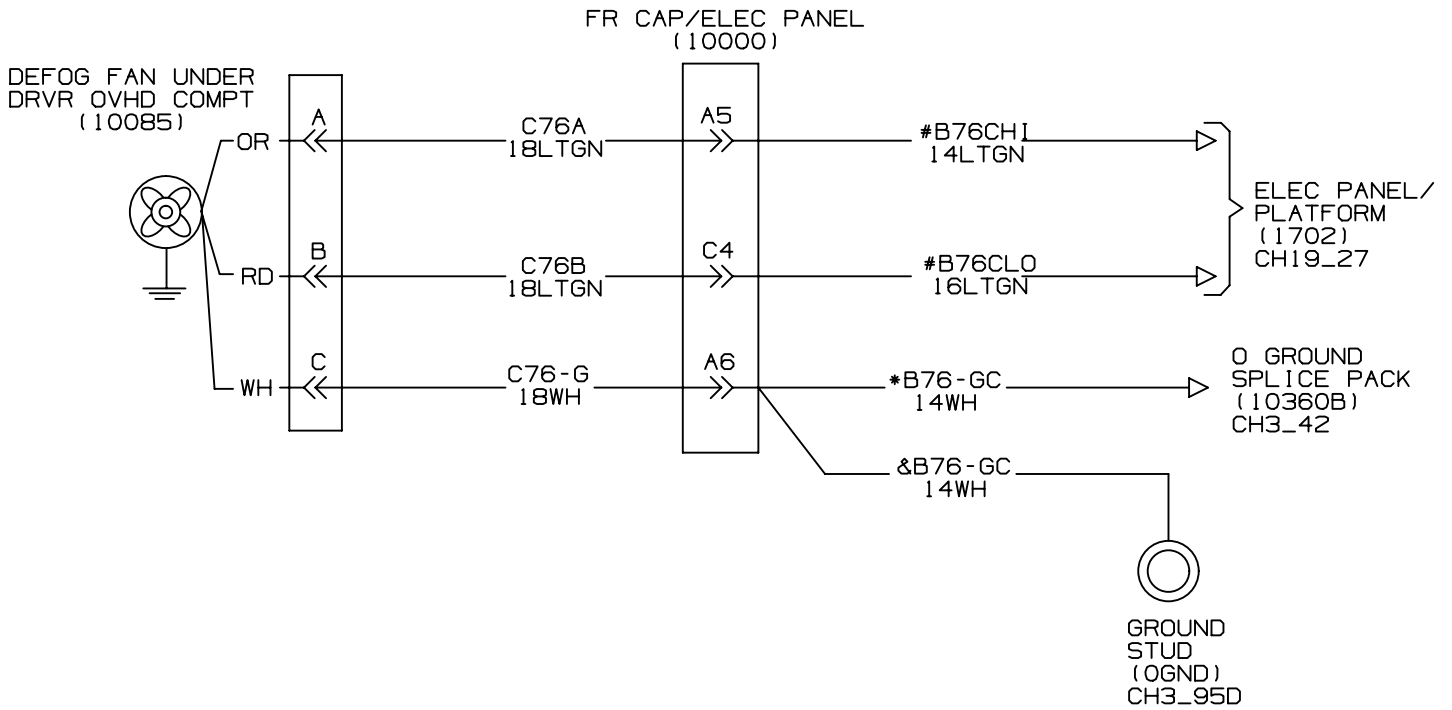 FR CAP/ELEC PANEL
(10000)
DEFOG FAN UNDER
DRVR OVHD COMPT
(10085)
OR
A
C76A
18LTGN
A5
#B76CHI
14LTGN
RD
B
C76B
18LTGN
C4
#B76CLO
16LTGN
ELEC PANEL/
PLATFORM
(1702)
CH19_27
WH
C
C76-G
18WH
A6
*B76-GC
14WH
O GROUND
SPLICE PACK
(10360B)
CH3_42
&B76-GC
14WH
GROUND
STUD
(OGND)
CH3_95D